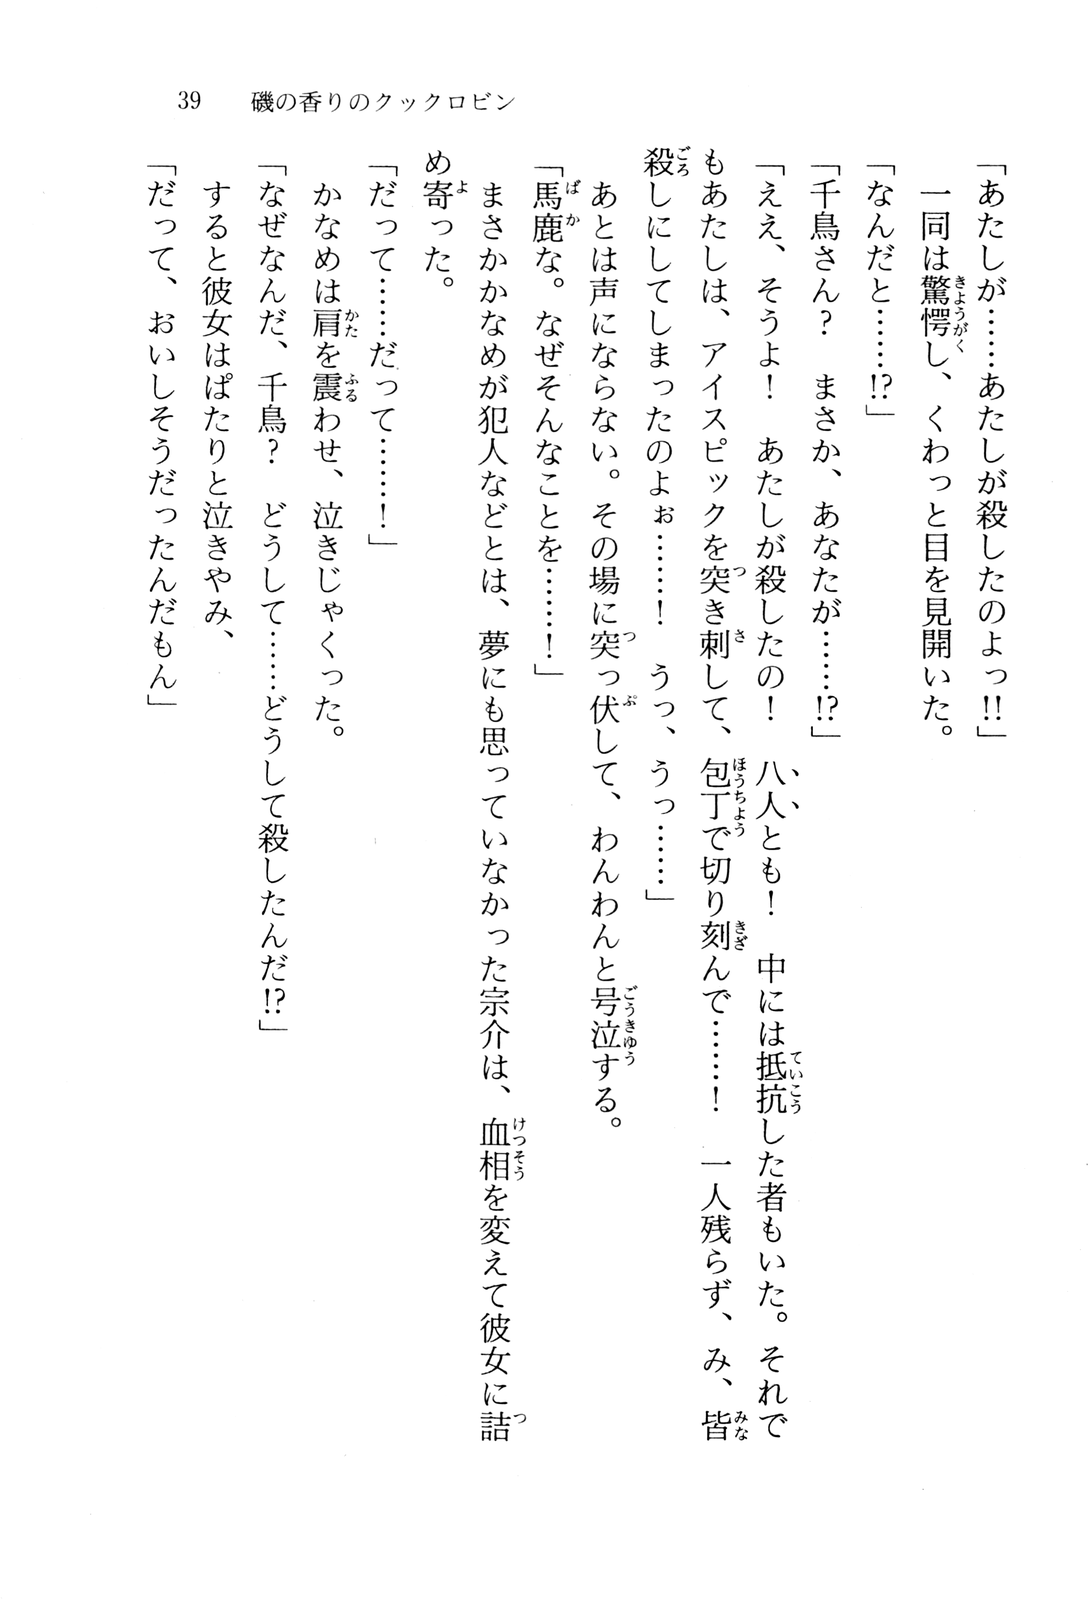 39　磯の香りのクックロビン
「あたしが……あたしが殺したのよっ!!」
　一同は驚愕し、くわっと目を見開いた。
「なんだと……!?」
「千鳥さん？　まさか、あなたが……!?」
「ええ、そうよ！　あたしが殺したの！　八人とも！　中には抵抗した者もいた。それで
もあたしは、アイスピックを突き刺して、包丁で切り刻んで……！　一人残らず、み、皆
殺しにしてしまったのよぉ……！　うっ、うっ……」
　あとは声にならない。その場に突っ伏して、わんわんと号泣する。
「馬鹿な。なぜそんなことを……！」
　まさかかなめが犯人などとは、夢にも思っていなかった宗介は、血相を変えて彼女に詰
め寄った。
「だって……だって……！」
　かなめは肩を震わせ、泣きじゃくった。
「なぜなんだ、千鳥？　どうして……どうして殺したんだ!?」
　すると彼女はぱたりと泣きやみ、
「だって、おいしそうだったんだもん」